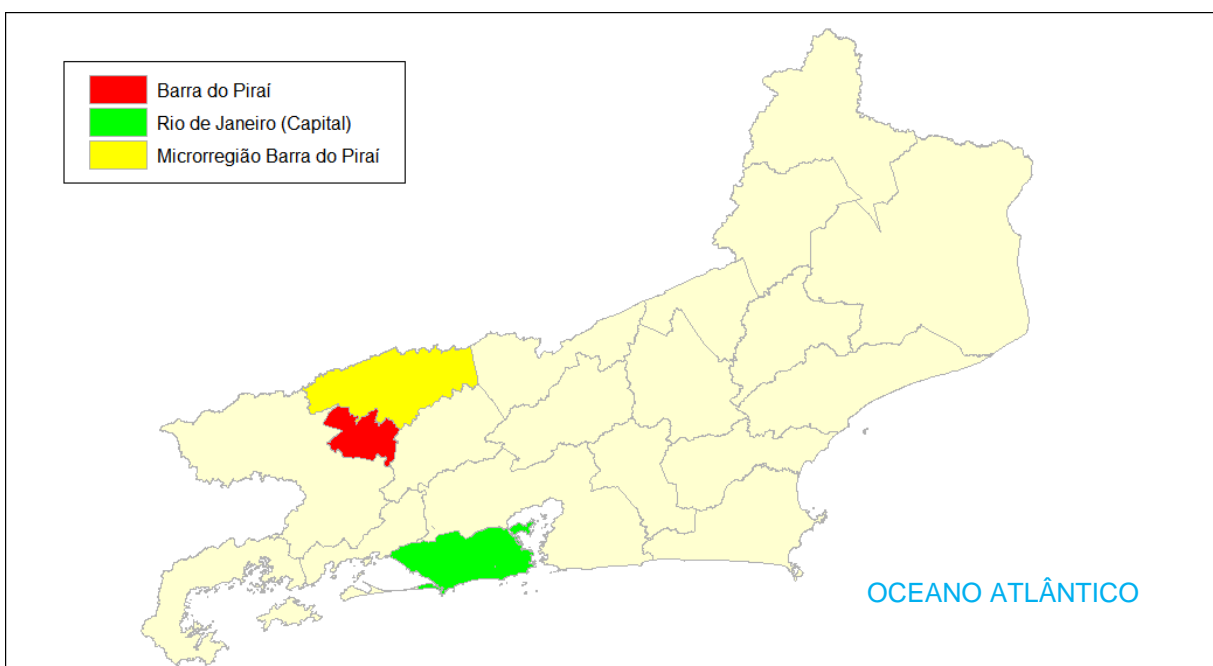 Barra do Piraí
Rio de Janeiro (Capital)
Microrregião Barra do Piraí
OCEANO ATLÂNTICO